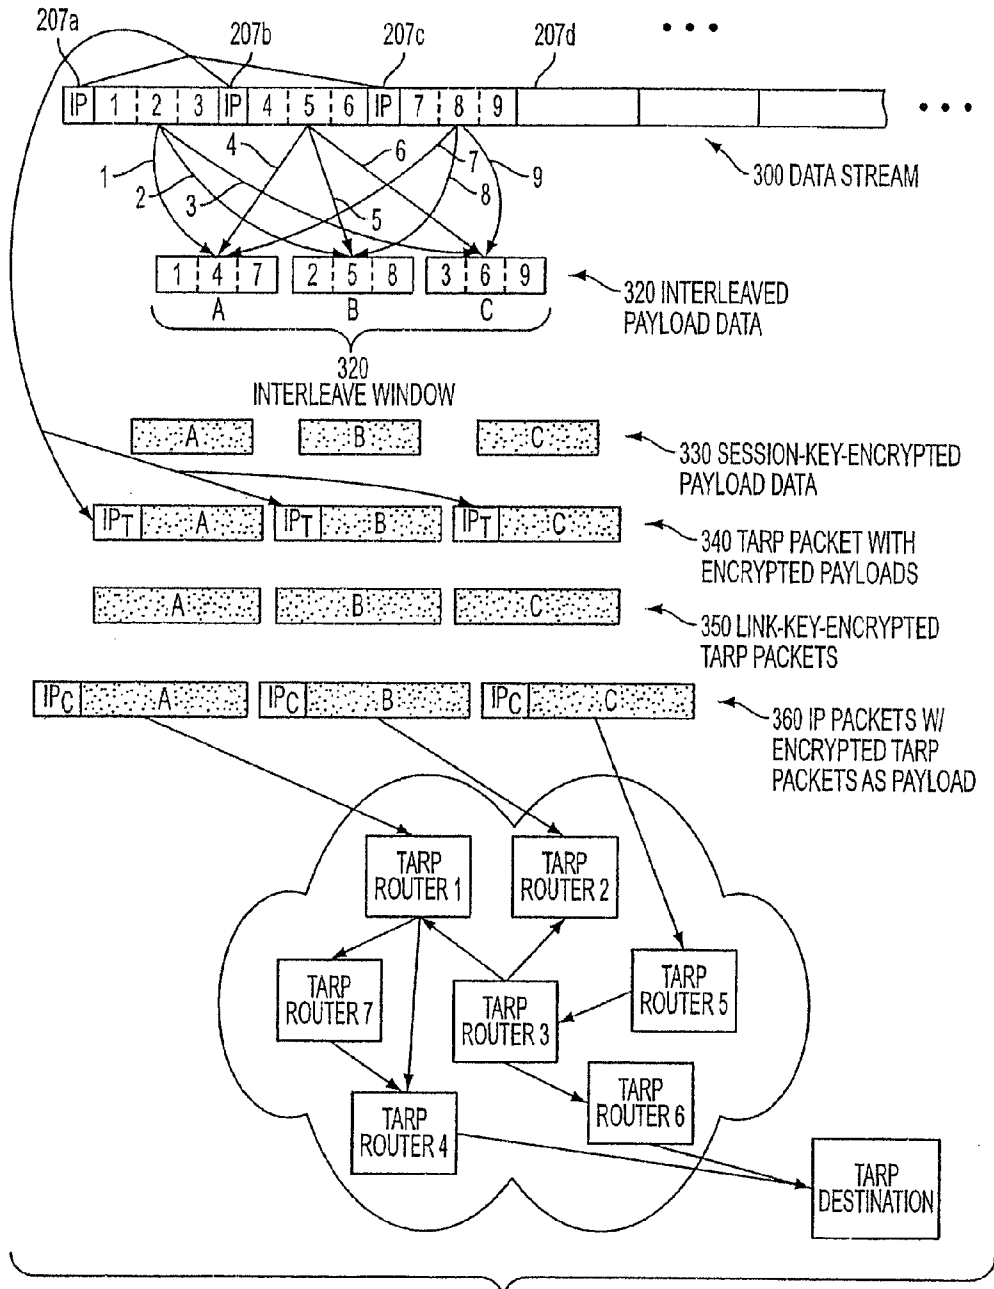 207a
207b
207c
207d
IP 1 2 3 IP 4 5 6 IP 7 8 9
1 2 3 4 5 6 7 8 9
300 DATA STREAM
1 4 7 2 5 8 3 6 9
A B C
320 INTERLEAVED
PAYLOAD DATA
320
INTERLEAVE WINDOW
A B C
330 SESSION-KEY-ENCRYPTED
PAYLOAD DATA
IPT A IPT B IPT C
340 TARP PACKET WITH
ENCRYPTED PAYLOADS
A B C
350 LINK-KEY-ENCRYPTED
TARP PACKETS
IPC A IPC B IPC C
360 IP PACKETS W/
ENCRYPTED TARP
PACKETS AS PAYLOAD
TARP
ROUTER 1
TARP
ROUTER 2
TARP
ROUTER 7
TARP
ROUTER 3
TARP
ROUTER 5
TARP
ROUTER 4
TARP
ROUTER 6
TARP
DESTINATION